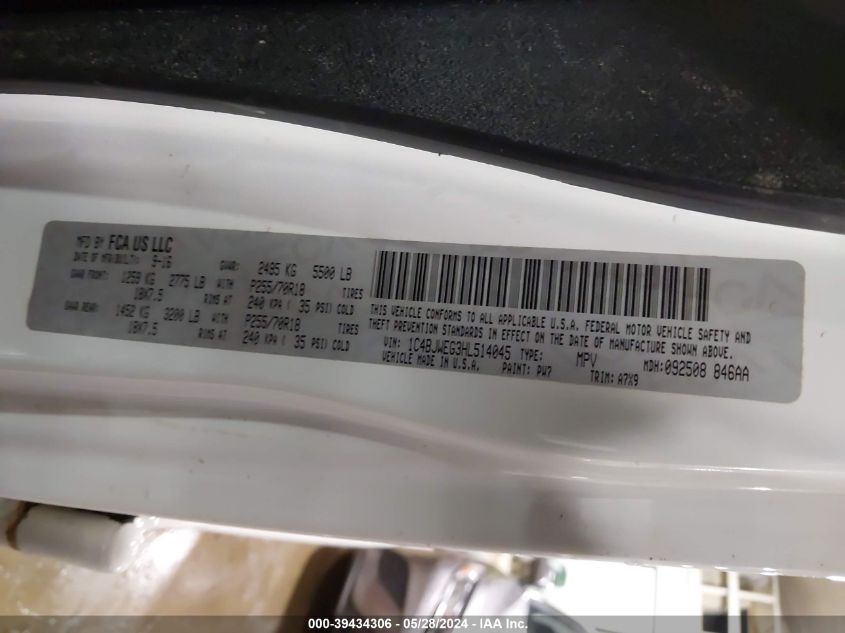 MFD BY FCA US LLC
DATE OF MFR/BUILT: 9-16 GVWR: 2495 KG 5500 LB
GAWR FRONT: 1259 KG 2775 LB WITH P255/70R18 TIRES
18X7.5 RIMS AT 240 KPA ( 35 PSI) COLD
GAWR REAR: 1452 KG 3200 LB WITH P255/70R18 TIRES
18X7.5 RIMS AT 240 KPA ( 35 PSI) COLD
THIS VEHICLE CONFORMS TO ALL APPLICABLE U.S.A. FEDERAL MOTOR VEHICLE SAFETY AND
THEFT PREVENTION STANDARDS IN EFFECT ON THE DATE OF MANUFACTURE SHOWN ABOVE.
VIN: 1C4BJWEG3HL514045 TYPE: MPV MDH:092508 846AA
VEHICLE MADE IN U.S.A. PAINT: PW7 TRIM: A7X9
000-39434306 / 05/28/2024 - IAA Inc.